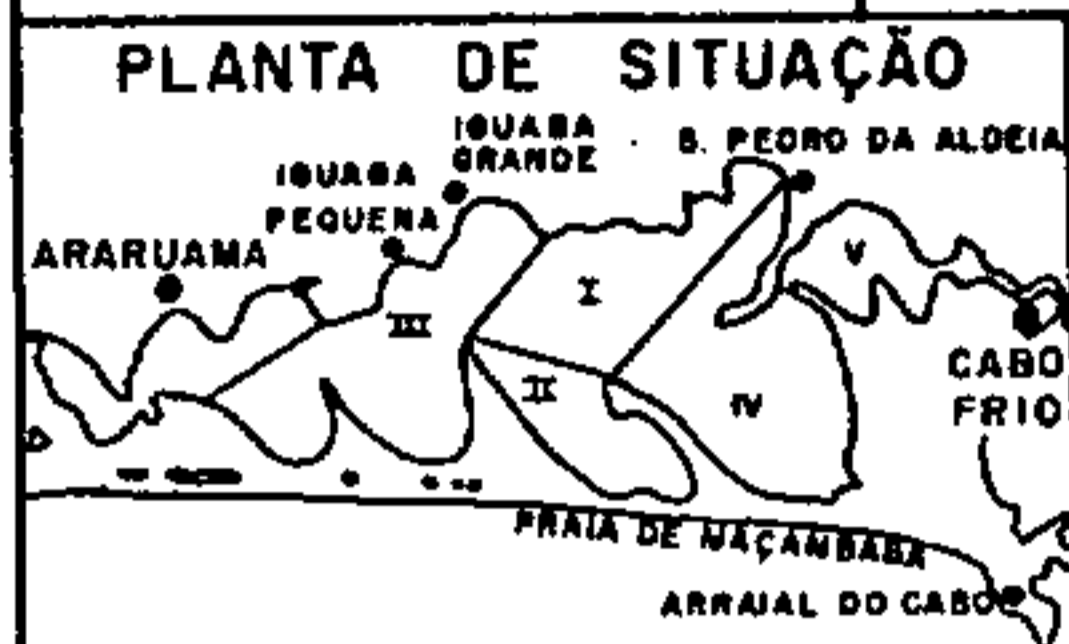 PLANTA DE SITUAÇÃO
IGUABA
GRANDE
S. PEDRO DA ALDEIA
IGUABA
PEQUENA
ARARUAMA
V
I
III
II
IV
CABO
FRIO
PRAIA DE MAÇAMBABA
ARRAIAL DO CABO